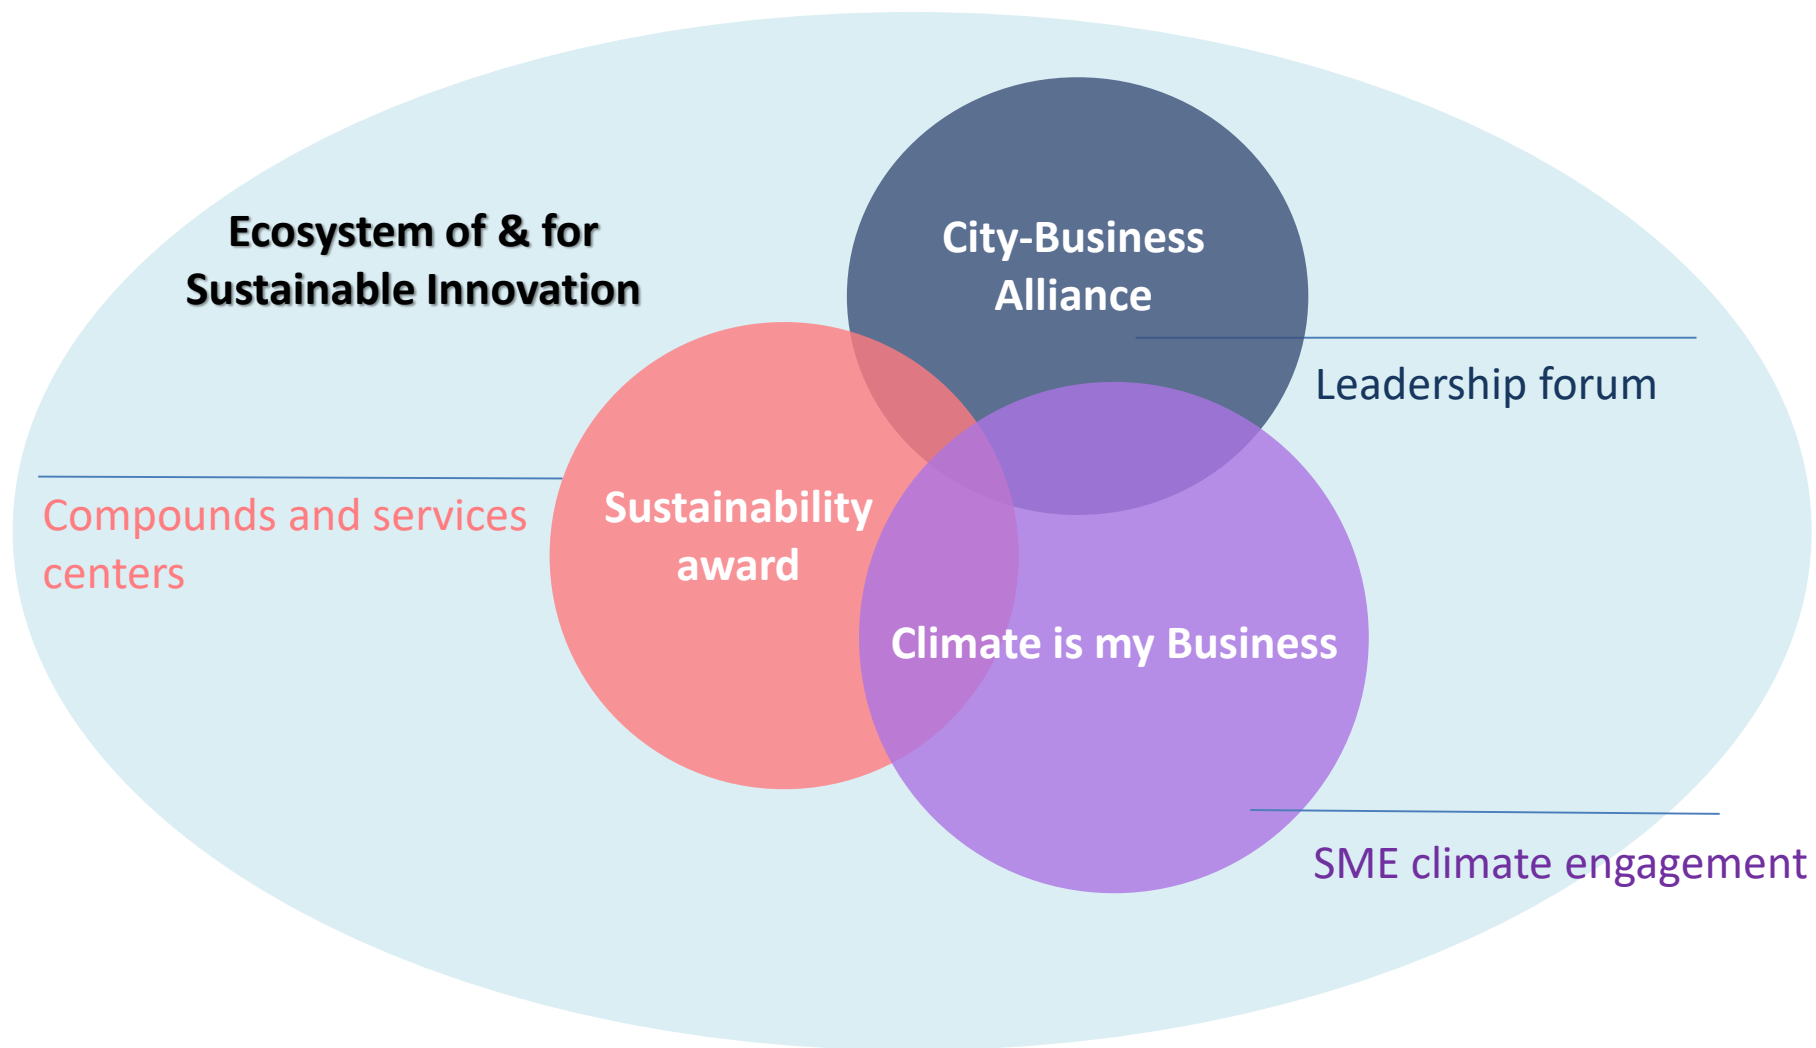 Ecosystem of & for
Sustainable Innovation
City-Business
Alliance
Leadership forum
Compounds and services
centers
Sustainability
award
Climate is my Business
SME climate engagement